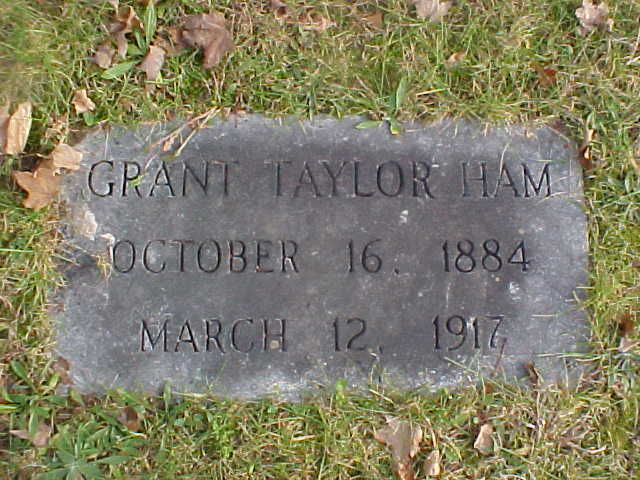 GRANT TAYLOR HAM
OCTOBER 16, 1884
MARCH 12, 1917